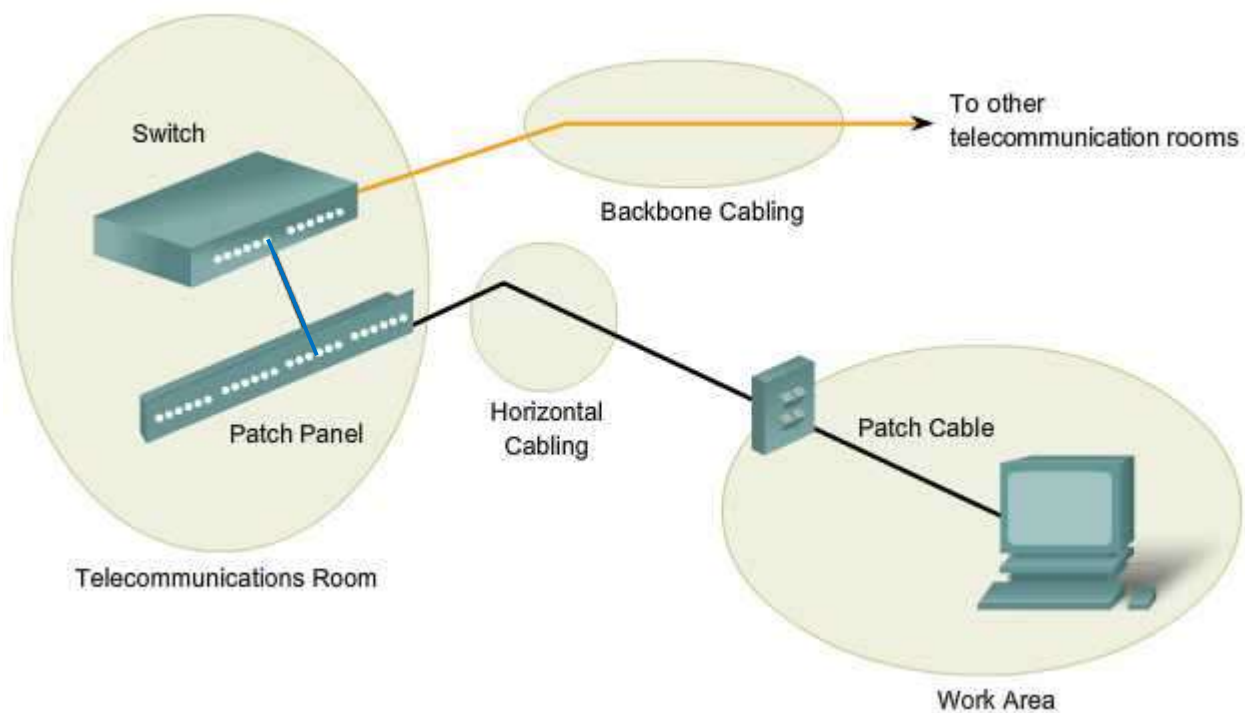 Switch
To other
telecommunication rooms
Backbone Cabling
Patch Panel
Horizontal
Cabling
Patch Cable
Telecommunications Room
Work Area